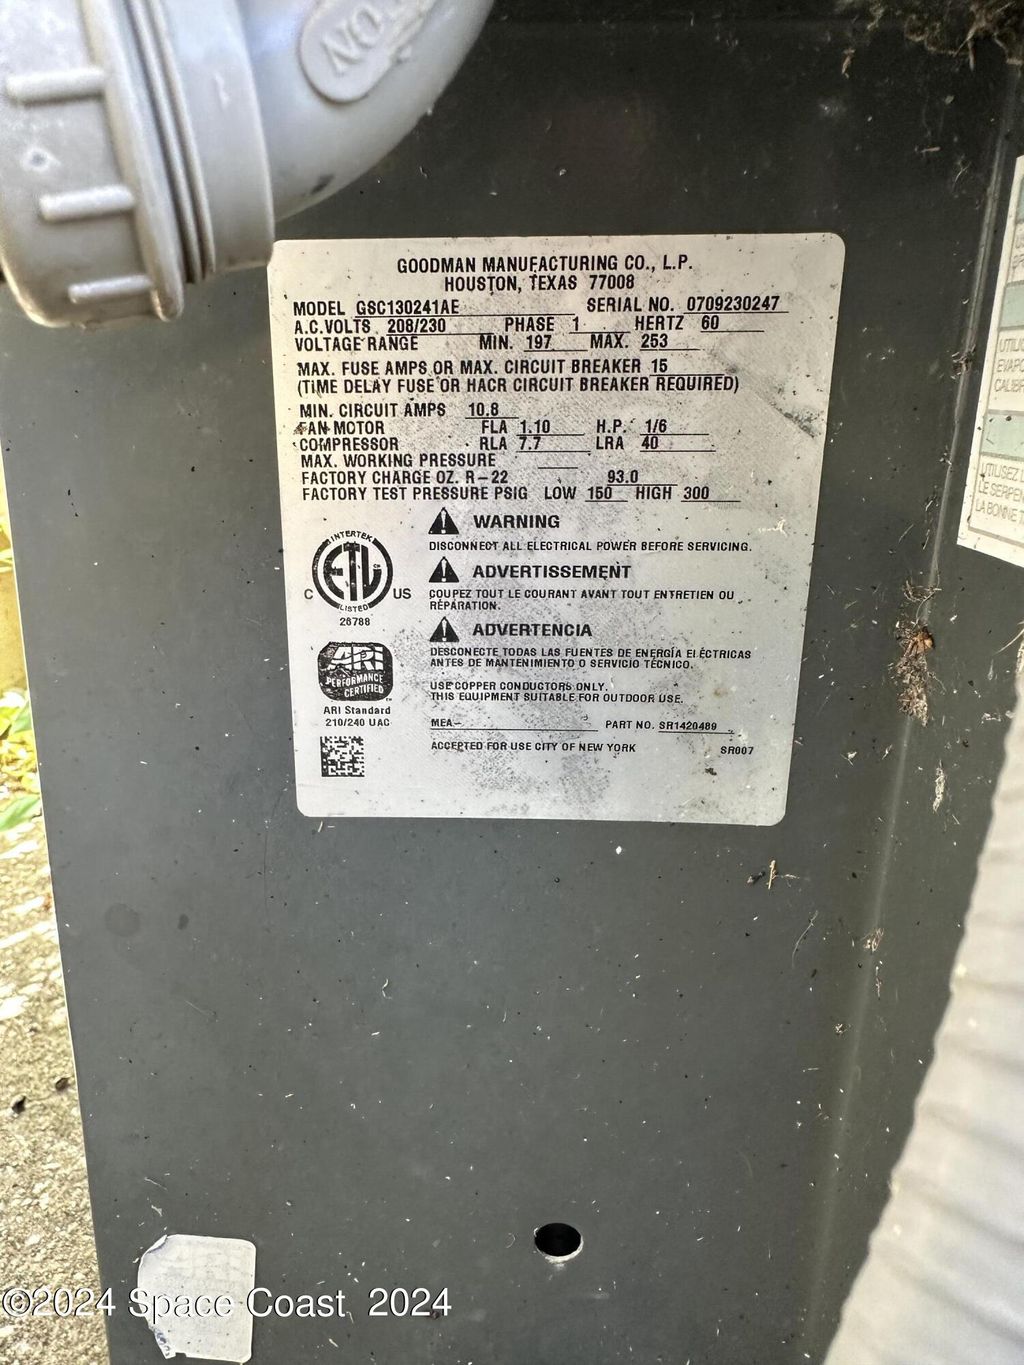 GOODMAN MANUFACTURING CO., L.P.
HOUSTON, TEXAS 77008
MODEL GSC130241AE SERIAL NO. 0709230247
A.C.VOLTS 208/230 PHASE 1 HERTZ 60
VOLTAGE RANGE MIN. 197 MAX. 253
MAX. FUSE AMPS OR MAX. CIRCUIT BREAKER 15
(TIME DELAY FUSE OR HACR CIRCUIT BREAKER REQUIRED)
MIN. CIRCUIT AMPS 10.8
FAN MOTOR FLA 1.10 H.P. 1/6
COMPRESSOR RLA 7.7 LRA 40
MAX. WORKING PRESSURE
FACTORY CHARGE OZ. R-22 93.0
FACTORY TEST PRESSURE PSIG LOW 150 HIGH 300
WARNING
DISCONNECT ALL ELECTRICAL POWER BEFORE SERVICING.
ADVERTISSEMENT
COUPEZ TOUT LE COURANT AVANT TOUT ENTRETIEN OU
RÉPARATION.
ADVERTENCIA
DESCONECTE TODAS LAS FUENTES DE ENERGÍA ELÉCTRICAS
ANTES DE MANTENIMIENTO O SERVICIO TÉCNICO.
USE COPPER CONDUCTORS ONLY.
THIS EQUIPMENT SUITABLE FOR OUTDOOR USE.
MEA- PART NO. SR1420489
ACCEPTED FOR USE CITY OF NEW YORK SR007
INTERTEK
C ETL US
LISTED
26788
ARI
PERFORMANCE
CERTIFIED
ARI Standard
210/240 UAC
UTILISEZ L
LE SERPEN
LA BONNE T
©2024 Space Coast 2024